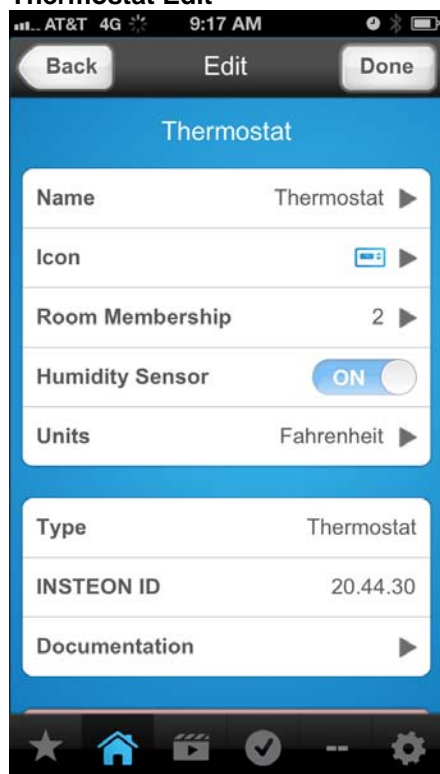 Thermostat Edit
AT&T 4G 9:17 AM
Back Edit Done
Thermostat
Name Thermostat
Icon
Room Membership 2
Humidity Sensor ON
Units Fahrenheit
Type Thermostat
INSTEON ID 20.44.30
Documentation
--